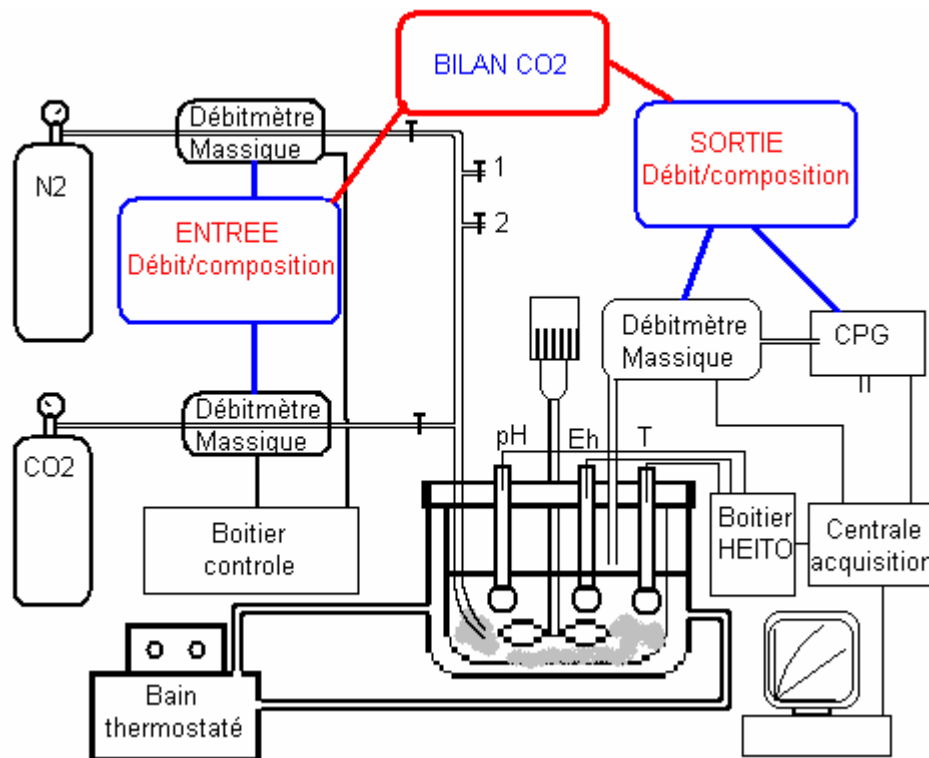 BILAN CO2
Débitmètre
Massique
N2
1
2
SORTIE
Débit/composition
ENTREE
Débit/composition
Débitmètre
Massique
CPG
Débitmètre
Massique
CO2
pH
Eh
T
Boitier
controle
Boitier
HEITO
Centrale
acquisition
Bain
thermostaté